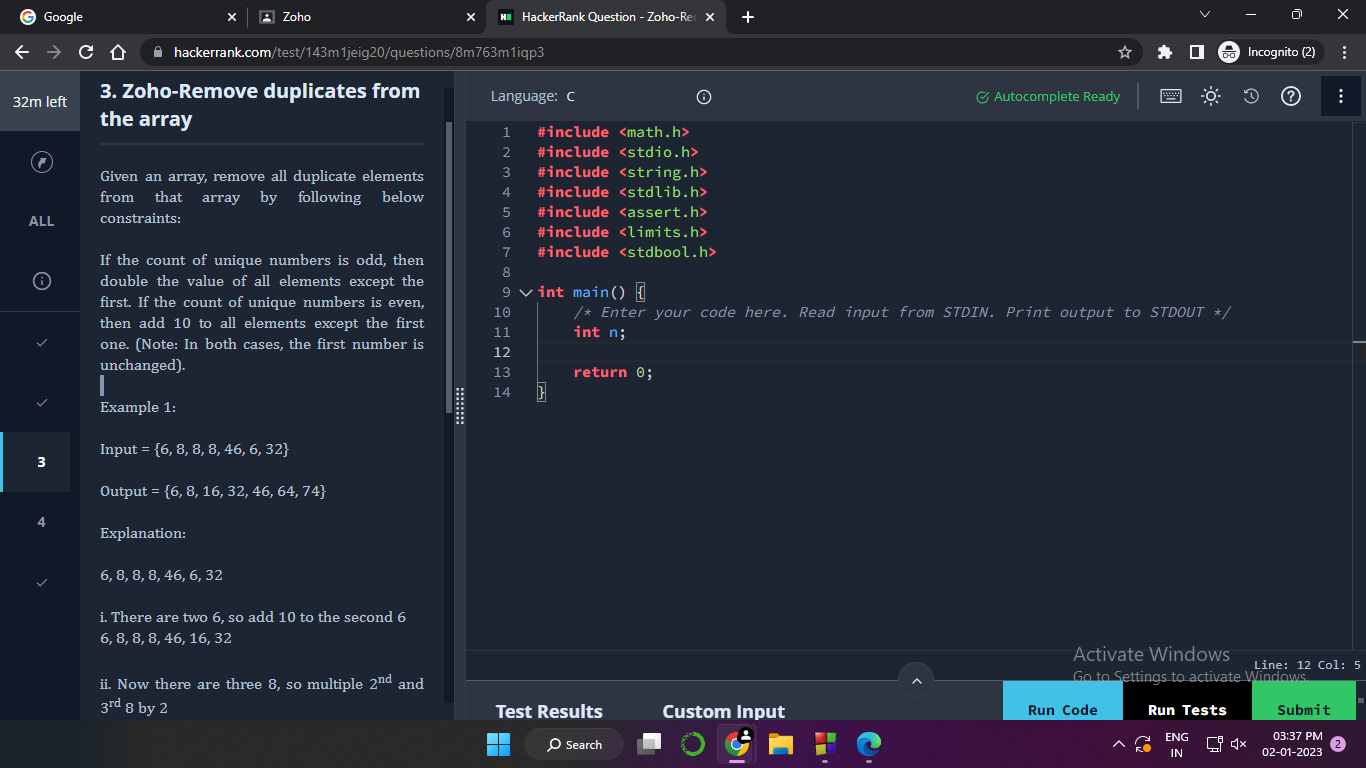 Google
Zoho
HackerRank Question - Zoho-Rer
hackerrank.com/test/143m1jeig20/questions/8m763m1iqp3
Incognito (2)
32m left
ALL
3
4
3. Zoho-Remove duplicates from
the array
Given an array, remove all duplicate elements
from that array by following below
constraints:
If the count of unique numbers is odd, then
double the value of all elements except the
first. If the count of unique numbers is even,
then add 10 to all elements except the first
one. (Note: In both cases, the first number is
unchanged).
Example 1:
Input = {6, 8, 8, 8, 46, 6, 32}
Output = {6, 8, 16, 32, 46, 64, 74}
Explanation:
6, 8, 8, 8, 46, 6, 32
i. There are two 6, so add 10 to the second 6
6, 8, 8, 8, 46, 16, 32
ii. Now there are three 8, so multiple 2nd and
3rd 8 by 2
Language: C
Autocomplete Ready
1 #include <math.h>
2 #include <stdio.h>
3 #include <string.h>
4 #include <stdlib.h>
5 #include <assert.h>
6 #include <limits.h>
7 #include <stdbool.h>
8
9 int main() {
10 /* Enter your code here. Read input from STDIN. Print output to STDOUT */
11 int n;
12
13 return 0;
14 }
Activate Windows
Go to Settings to activate Windows.
Line: 12 Col: 5
Test Results
Custom Input
Run Code
Run Tests
Submit
Search
ENG
IN
03:37 PM
02-01-2023
2